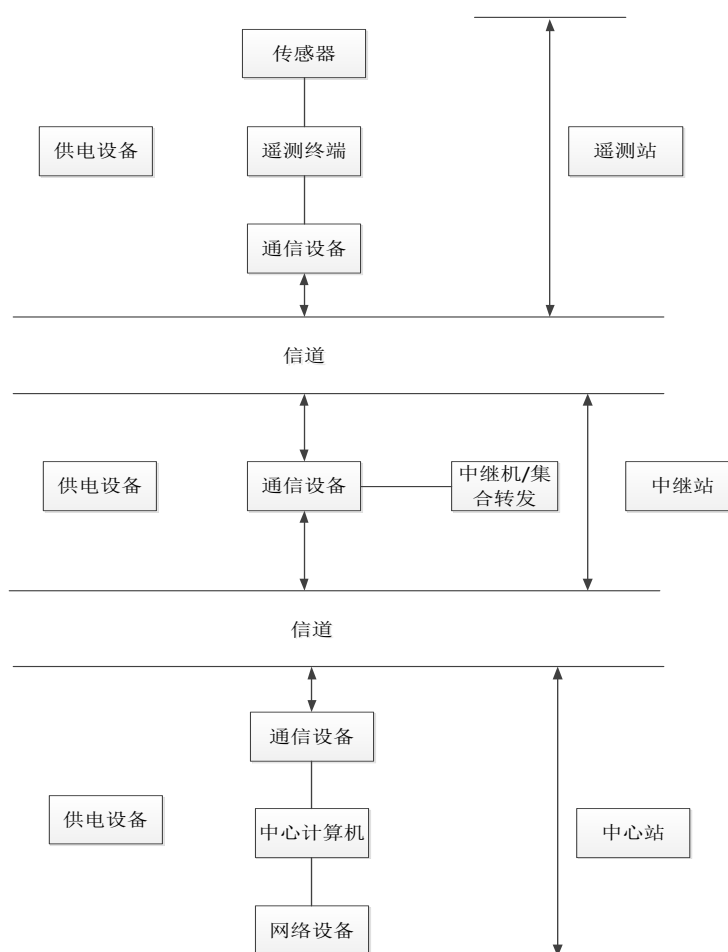 传感器
供电设备
遥测终端
遥测站
通信设备
信道
供电设备
通信设备
中继机/集
合转发
中继站
信道
通信设备
供电设备
中心计算机
中心站
网络设备